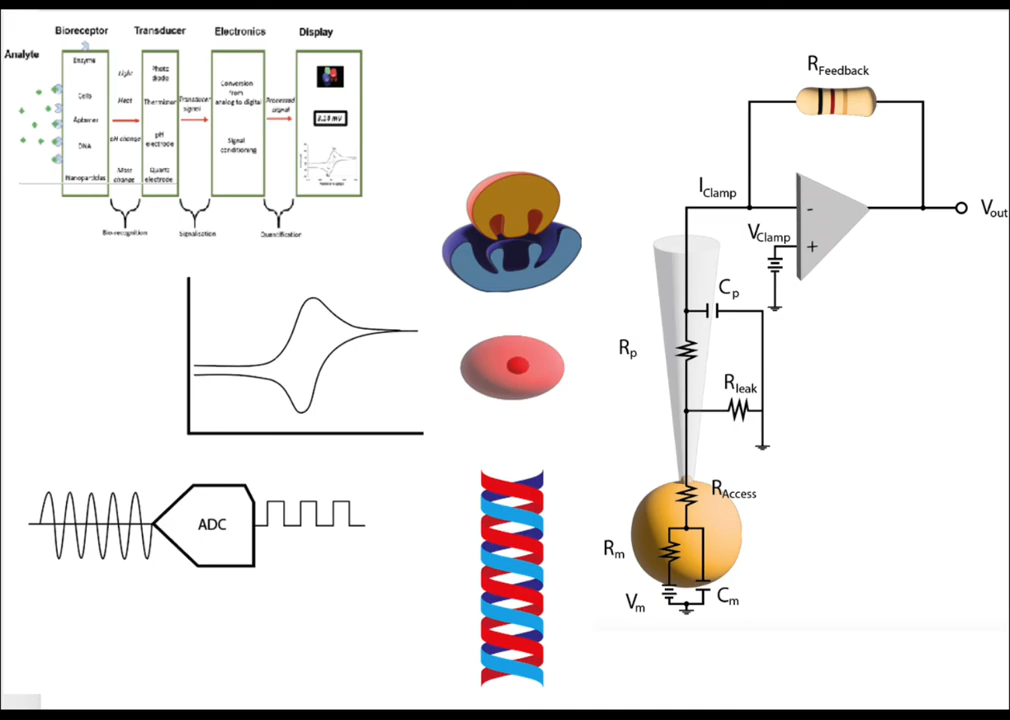 Bioreceptor
Transducer
Electronics
Display
Analyte
Enzyme
Cells
Aptamer
DNA
Nanoparticles
Light
Heat
pH change
Mass
change
Photo
diode
Thermistor
pH
electrode
Quartz
electrode
Transducer
signal
Conversion
from
analog to digital
Signal
conditioning
Processed
signal
Bio-recognition
Signalisation
Quantification
ADC
RFeedback
IClamp
VClamp
Vout
Cp
Rp
Rleak
RAccess
Rm
Vm
Cm
-
+